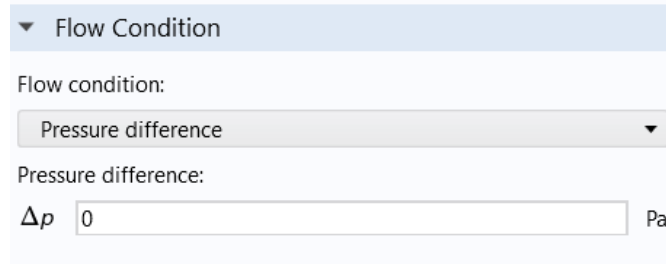 Flow Condition
Flow condition:
Pressure difference
Pressure difference:
Δp 0 Pa